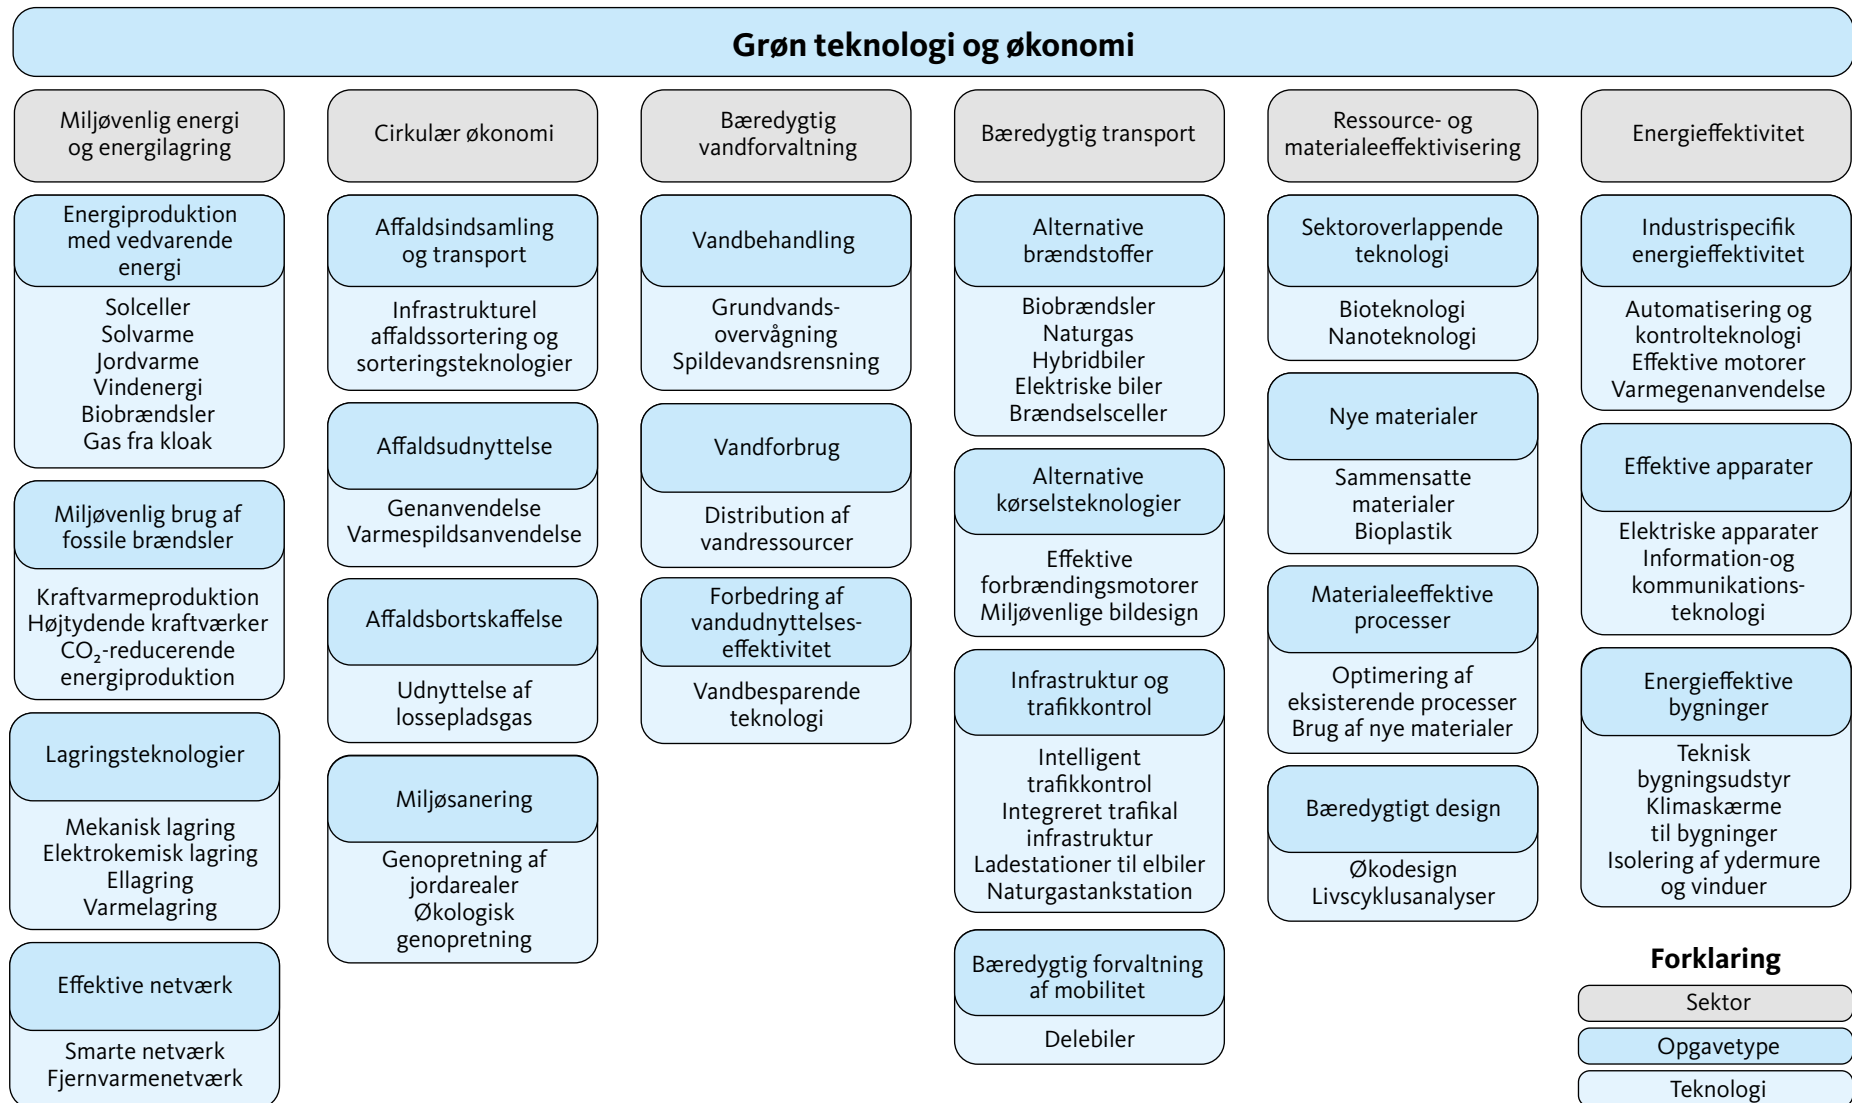 Grøn teknologi og økonomi
Miljøvenlig energi
og energilagring
Energiproduktion
med vedvarende
energi
Solceller
Solvarme
Jordvarme
Vindenergi
Biobrændsler
Gas fra kloak
Miljøvenlig brug af
fossile brændsler
Kraftvarmeproduktion
Højtydende kraftværker
CO₂-reducerende
energiproduktion
Lagringsteknologier
Mekanisk lagring
Elektrokemisk lagring
Ellagring
Varmelagring
Effektive netværk
Smarte netværk
Fjernvarmenetværk
Cirkulær økonomi
Affaldsindsamling
og transport
Infrastrukturel
affaldssortering og
sorteringsteknologier
Affaldsudnyttelse
Genanvendelse
Varmespildsanvendelse
Affaldsbortskaffelse
Udnyttelse af
lossepladsgas
Miljøsanering
Genopretning af
jordarealer
Økologisk
genopretning
Bæredygtig
vandforvaltning
Vandbehandling
Grundvands-
overvågning
Spildevandsrensning
Vandforbrug
Distribution af
vandressourcer
Forbedring af
vandudnyttelses-
effektivitet
Vandbesparende
teknologi
Bæredygtig transport
Alternative
brændstoffer
Biobrændsler
Naturgas
Hybridbiler
Elektriske biler
Brændselsceller
Alternative
kørselsteknologier
Effektive
forbrændingsmotorer
Miljøvenlige bildesign
Infrastruktur og
trafikkontrol
Intelligent
trafikkontrol
Integreret trafikal
infrastruktur
Ladestationer til elbiler
Naturgastankstation
Bæredygtig forvaltning
af mobilitet
Delebiler
Ressource- og
materialeeffektivisering
Sektoroverlappende
teknologi
Bioteknologi
Nanoteknologi
Nye materialer
Sammensatte
materialer
Bioplastik
Materialeeffektive
processer
Optimering af
eksisterende processer
Brug af nye materialer
Bæredygtigt design
Økodesign
Livscyklusanalyser
Energieffektivitet
Industrispecifik
energieffektivitet
Automatisering og
kontrolteknologi
Effektive motorer
Varmegenanvendelse
Effektive apparater
Elektriske apparater
Information-og
kommunikations-
teknologi
Energieffektive
bygninger
Teknisk
bygningsudstyr
Klimaskærme
til bygninger
Isolering af ydermure
og vinduer
Forklaring
Sektor
Opgavetype
Teknologi